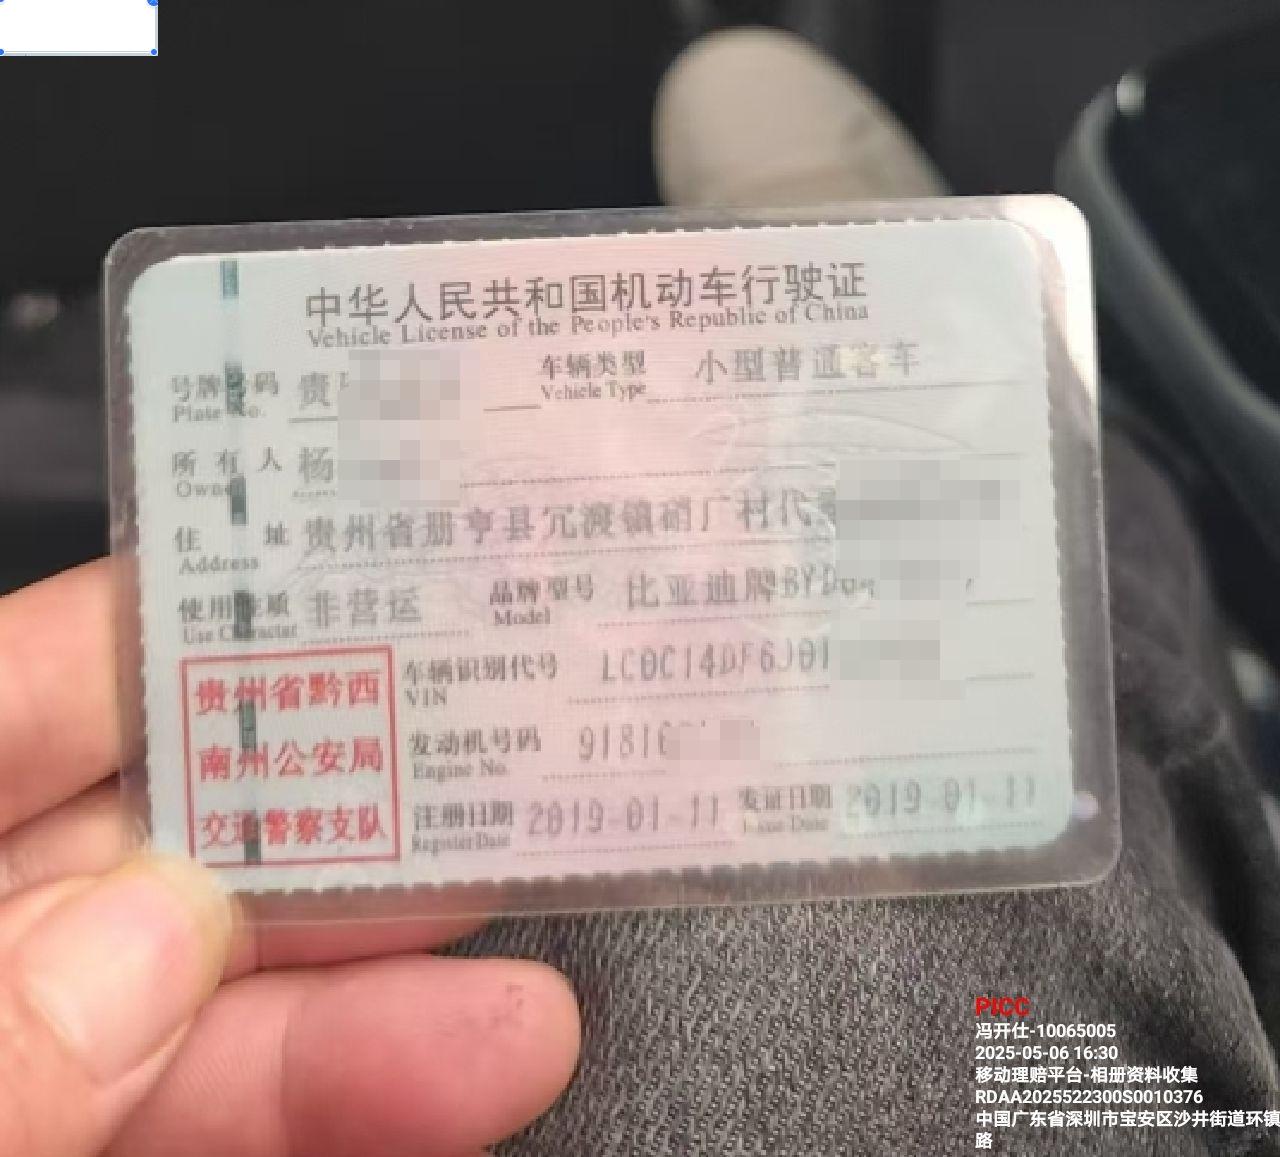 中华人民共和国机动车行驶证
Vehicle License of the People's Republic of China
号牌号码 贵 车辆类型 小型普通客车
Plate No. Vehicle Type
所有人 杨
Owner
住址 贵州省册亨县冗渡镇硝厂村代
Address
使用性质 非营运 品牌型号 比亚迪牌BYD
Use Character Model
贵州省黔西
南州公安局
交通警察支队
车辆识别代号 LC0C14DF6J01
VIN
发动机号码 91816
Engine No.
注册日期 2019-01-11 发证日期 2019-01-11
Register Date Issue Date
PICC
冯开仕-10065005
2025-05-06 16:30
移动理赔平台-相册资料收集
RDAA2025522300S0010376
中国广东省深圳市宝安区沙井街道环镇
路